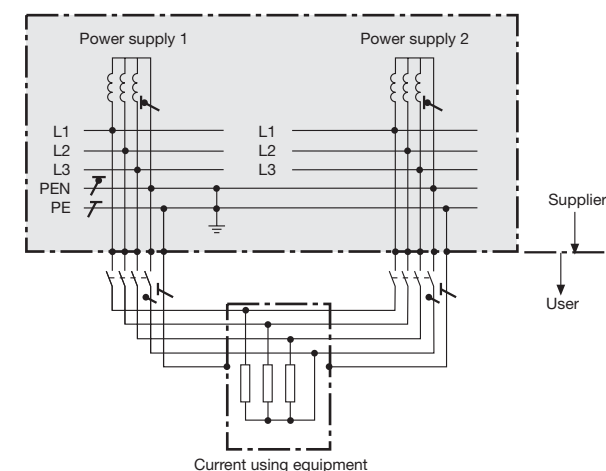 Power supply 1
Power supply 2
L1
L2
L3
PEN
PE
L1
L2
L3
Supplier
User
Current using equipment